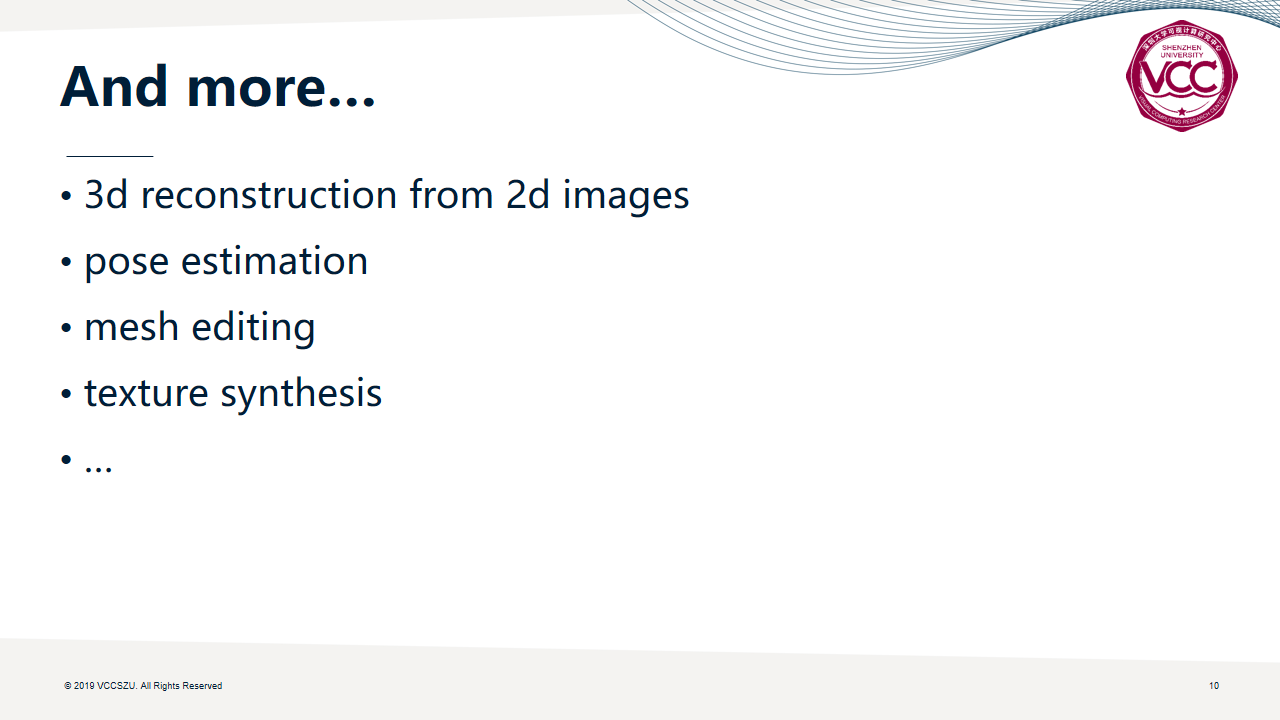 And more...
深圳大学可视计算研究中心
SHENZHEN
UNIVERSITY
VCC
VISUAL COMPUTING RESEARCH CENTER
• 3d reconstruction from 2d images
• pose estimation
• mesh editing
• texture synthesis
• ...
© 2019 VCCSZU. All Rights Reserved
10